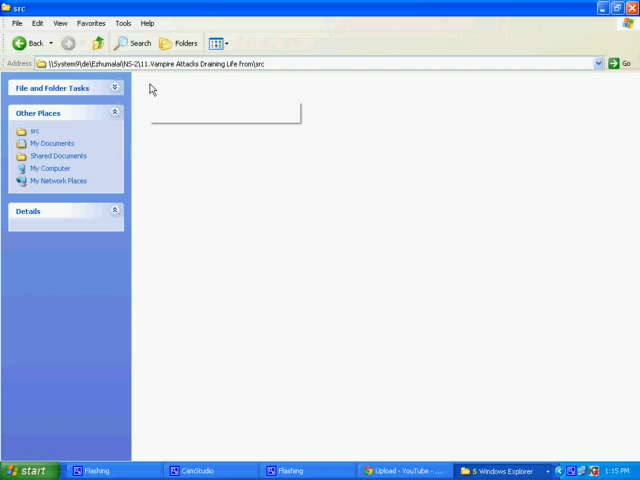 src
File Edit View Favorites Tools Help
Back Search Folders
Address \\System9\de\Ezhumalai\NS-2\11.Vampire Attacks Draining Life from\src Go
File and Folder Tasks
Other Places
src
My Documents
Shared Documents
My Computer
My Network Places
Details
start Flashing CamStudio Flashing Upload - YouTube - ... 5 Windows Explorer 1:15 PM